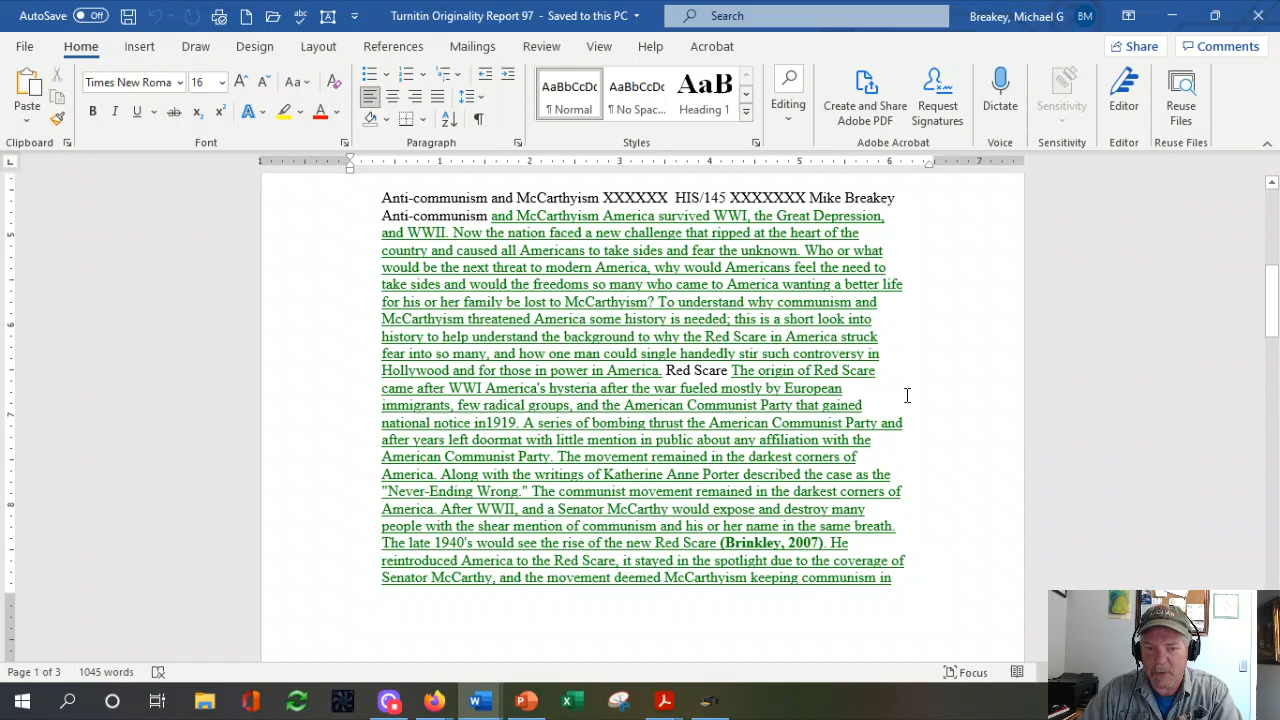 AutoSave Off Turnitin Originality Report 97 - Saved to this PC Search Breakey, Michael G BM
File Home Insert Draw Design Layout References Mailings Review View Help Acrobat Share Comments
Paste Times New Roma 16 Aa
AaBbCcDc AaBbCcDc AaB
¶ Normal ¶ No Spac... Heading 1
Editing Create and Share Adobe PDF Request Signatures Dictate Sensitivity Editor Reuse Files
Clipboard Font Paragraph Styles Adobe Acrobat Voice Sensitivity Editor Reuse Files
1 1 2 3 4 5 6 7
Anti-communism and McCarthyism XXXXXX HIS/145 XXXXXXX Mike Breakey
Anti-communism and McCarthyism America survived WWI, the Great Depression,
and WWII. Now the nation faced a new challenge that ripped at the heart of the
country and caused all Americans to take sides and fear the unknown. Who or what
would be the next threat to modern America, why would Americans feel the need to
take sides and would the freedoms so many who came to America wanting a better life
for his or her family be lost to McCarthyism? To understand why communism and
McCarthyism threatened America some history is needed; this is a short look into
history to help understand the background to why the Red Scare in America struck
fear into so many, and how one man could single handedly stir such controversy in
Hollywood and for those in power in America. Red Scare The origin of Red Scare
came after WWI America's hysteria after the war fueled mostly by European
immigrants, few radical groups, and the American Communist Party that gained
national notice in1919. A series of bombing thrust the American Communist Party and
after years left doormat with little mention in public about any affiliation with the
American Communist Party. The movement remained in the darkest corners of
America. Along with the writings of Katherine Anne Porter described the case as the
"Never-Ending Wrong." The communist movement remained in the darkest corners of
America. After WWII, and a Senator McCarthy would expose and destroy many
people with the shear mention of communism and his or her name in the same breath.
The late 1940's would see the rise of the new Red Scare (Brinkley, 2007). He
reintroduced America to the Red Scare, it stayed in the spotlight due to the coverage of
Senator McCarthy, and the movement deemed McCarthyism keeping communism in
5
6
7
8
Page 1 of 3 1045 words Focus